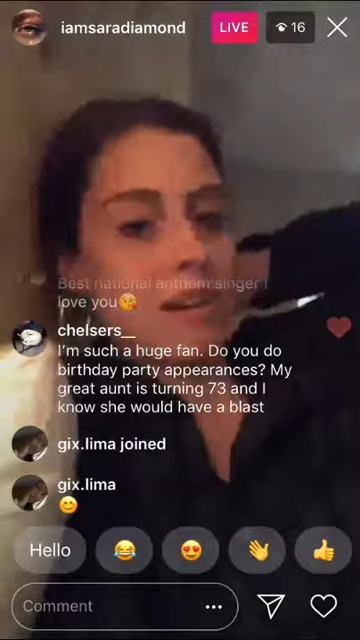 iamsaradiamond
LIVE
16
Best national anthem singer I
love you😘
chelsers__
I'm such a huge fan. Do you do
birthday party appearances? My
great aunt is turning 73 and I
know she would have a blast
gix.lima joined
gix.lima
😊
Hello 😂 😍 👋 👍
Comment